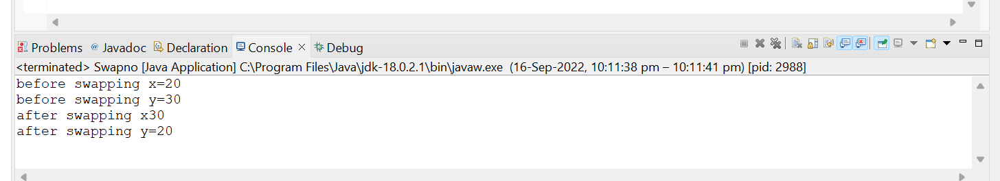 Problems @ Javadoc Declaration Console Debug
<terminated> Swapno [Java Application] C:\Program Files\Java\jdk-18.0.2.1\bin\javaw.exe (16-Sep-2022, 10:11:38 pm – 10:11:41 pm) [pid: 2988]
before swapping x=20
before swapping y=30
after swapping x30
after swapping y=20